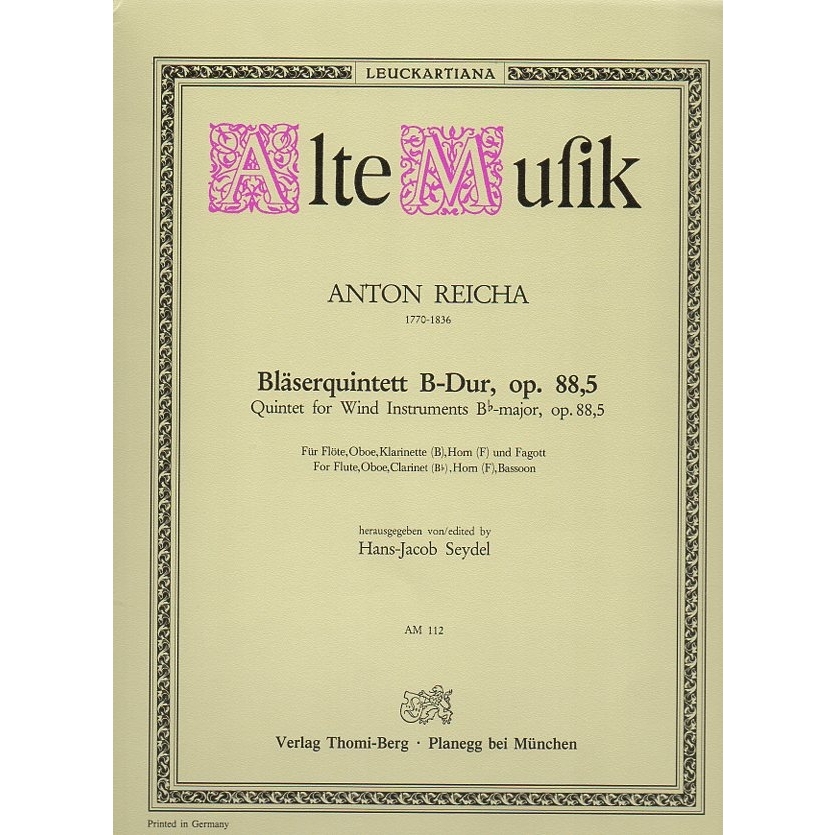 LEUCKARTIANA
Alte Muſik
ANTON REICHA
1770-1836
Bläserquintett B-Dur, op. 88,5
Quintet for Wind Instruments B♭-major, op. 88,5
Für Flöte, Oboe, Klarinette (B), Horn (F) und Fagott
For Flute, Oboe, Clarinet (B♭), Horn (F), Bassoon
herausgegeben von/edited by
Hans-Jacob Seydel
AM 112
Verlag Thomi-Berg · Planegg bei München
Printed in Germany